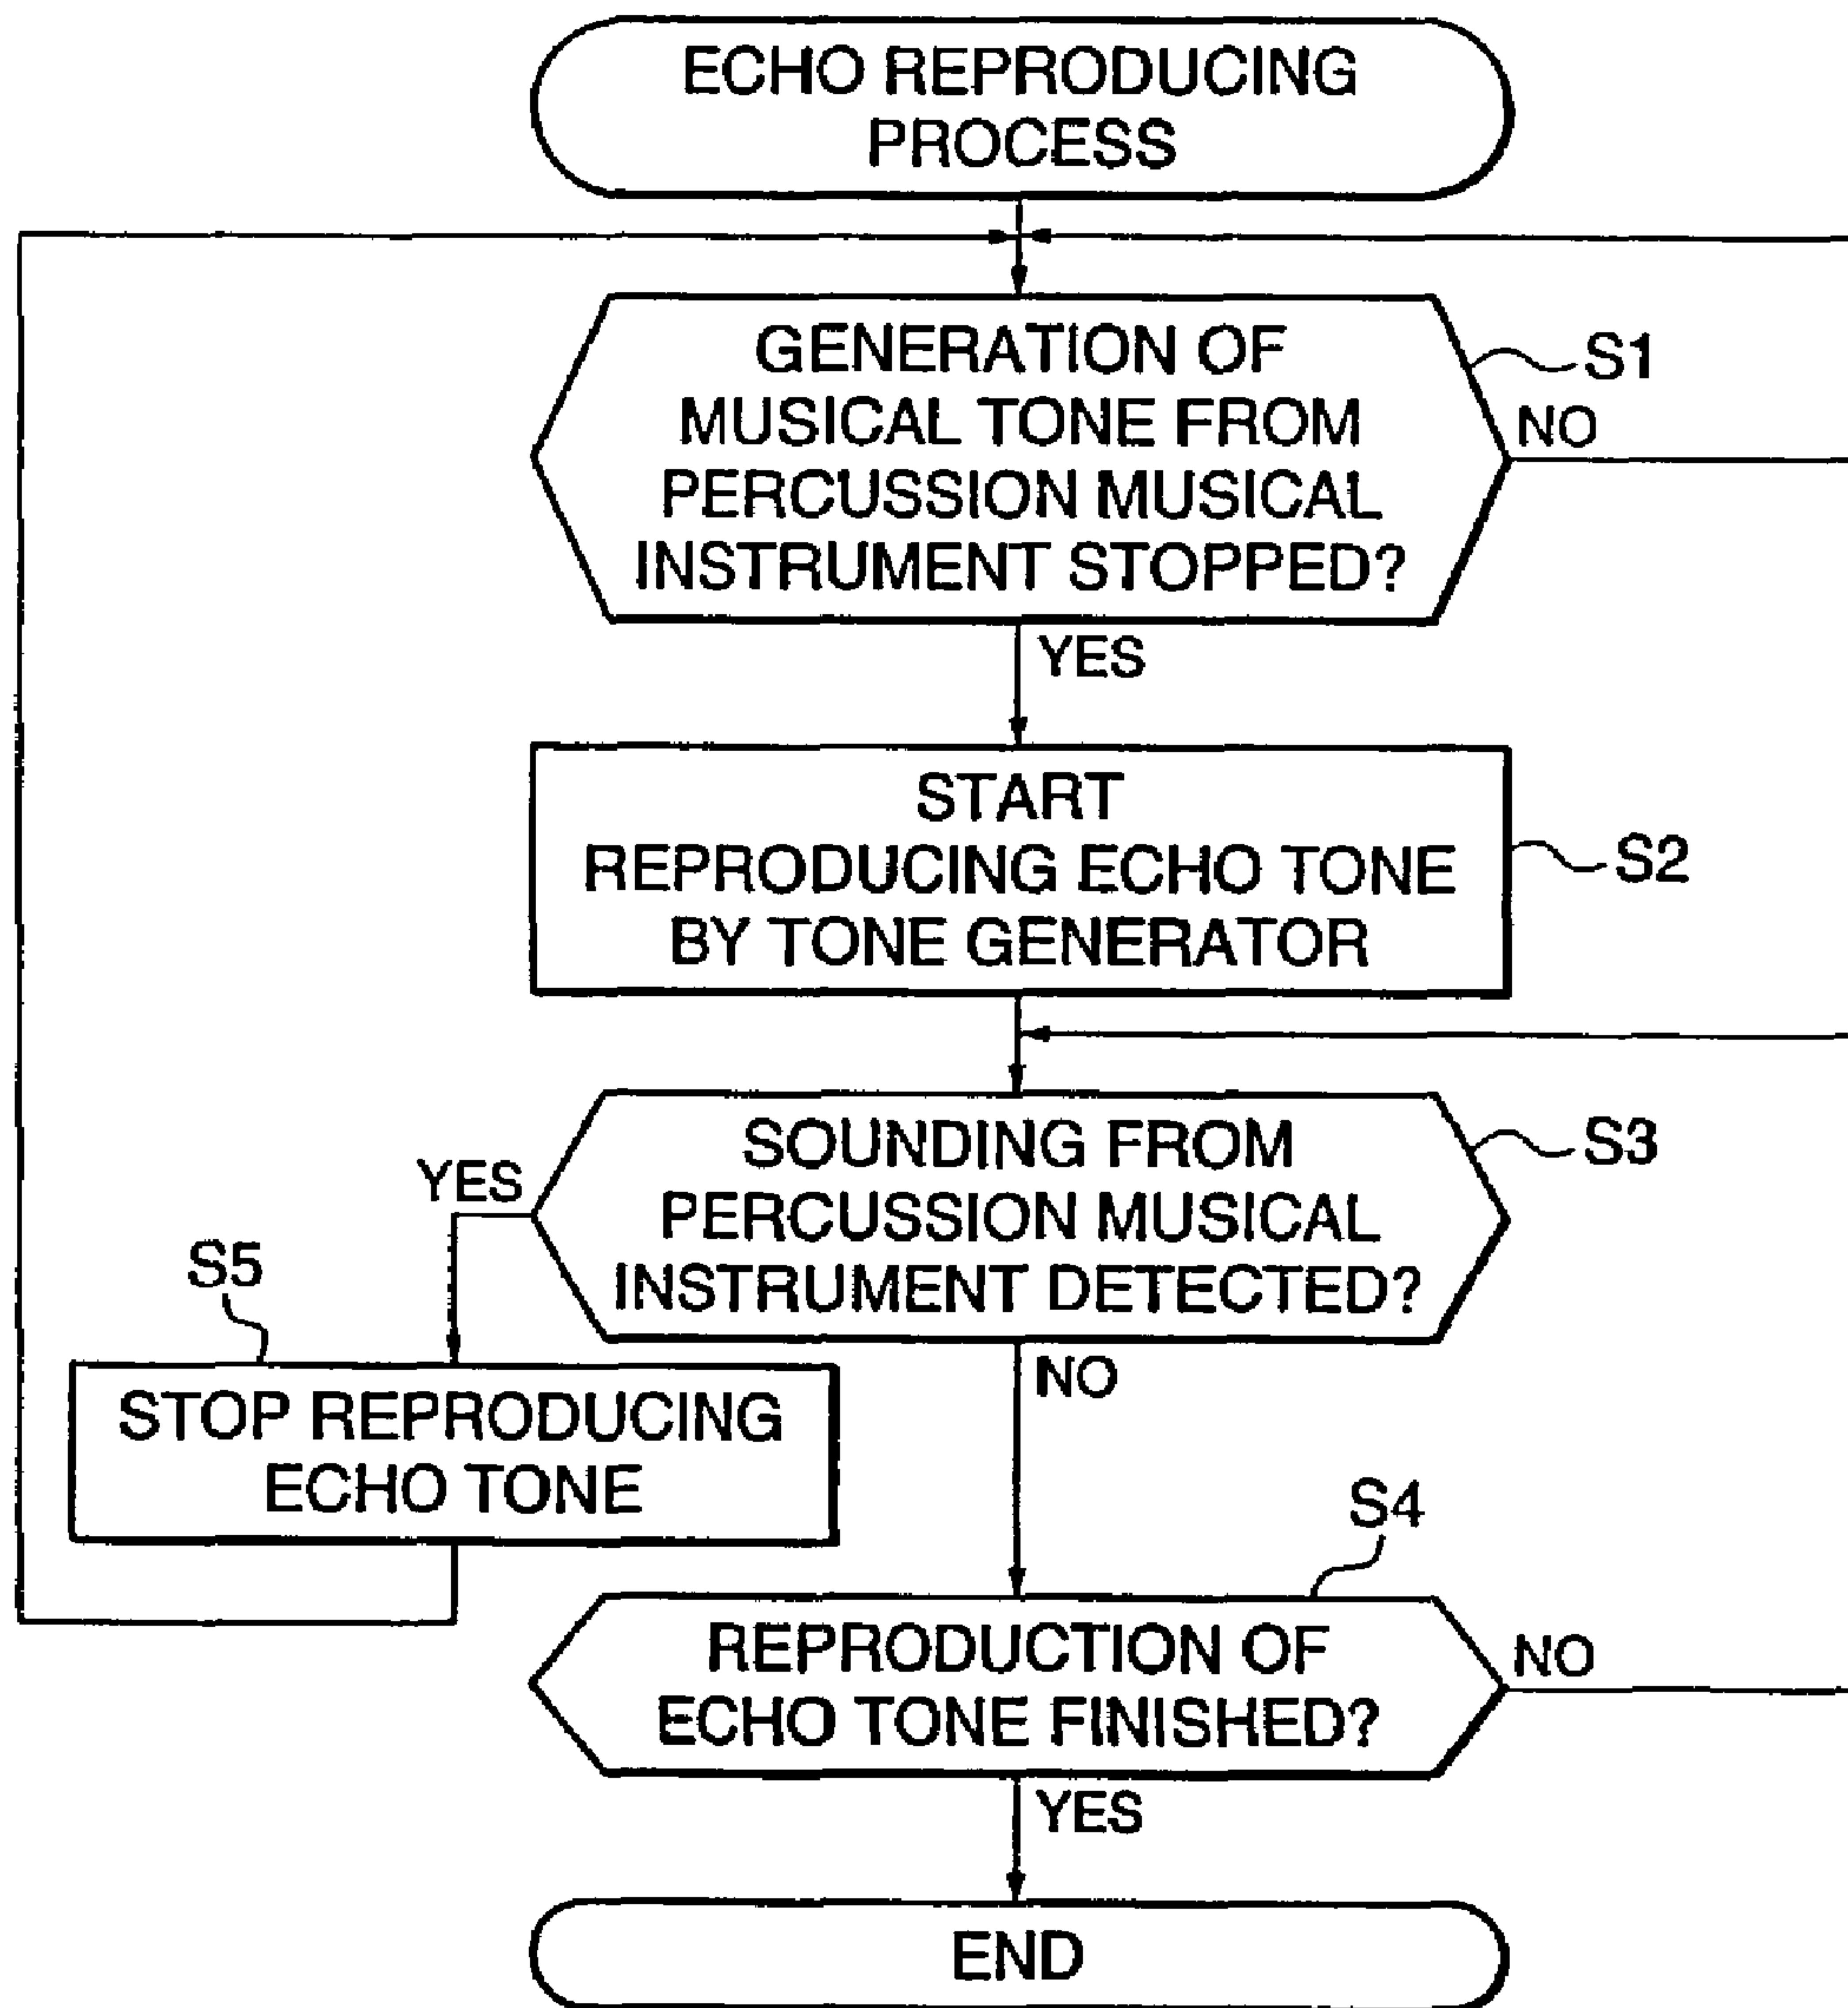 ECHO REPRODUCING
PROCESS
GENERATION OF
MUSICAL TONE FROM
PERCUSSION MUSICAL
INSTRUMENT STOPPED?
S1
NO
YES
START
REPRODUCING ECHO TONE
BY TONE GENERATOR
S2
SOUNDING FROM
PERCUSSION MUSICAL
INSTRUMENT DETECTED?
S3
YES
NO
S5
STOP REPRODUCING
ECHO TONE
S4
REPRODUCTION OF
ECHO TONE FINISHED?
NO
YES
END